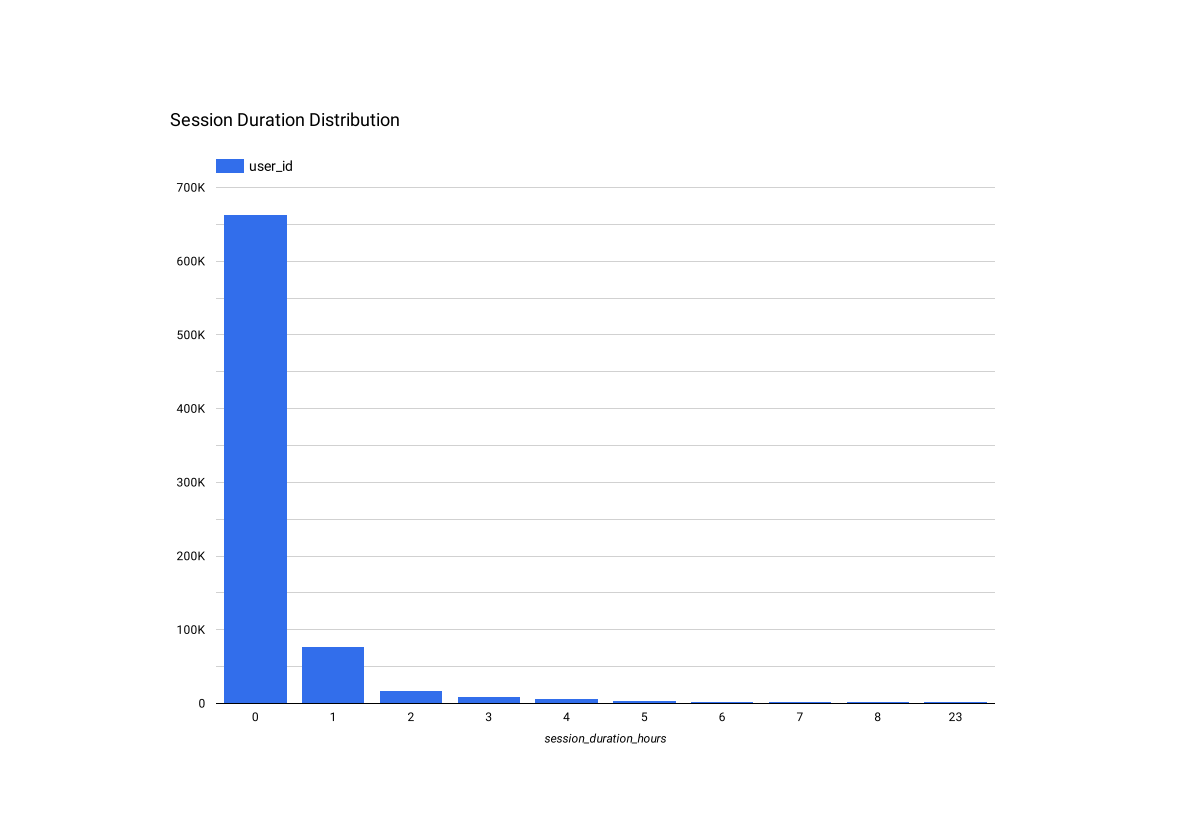 Session Duration Distribution
user_id
700K
600K
500K
400K
300K
200K
100K
0
0 1 2 3 4 5 6 7 8 23
session_duration_hours